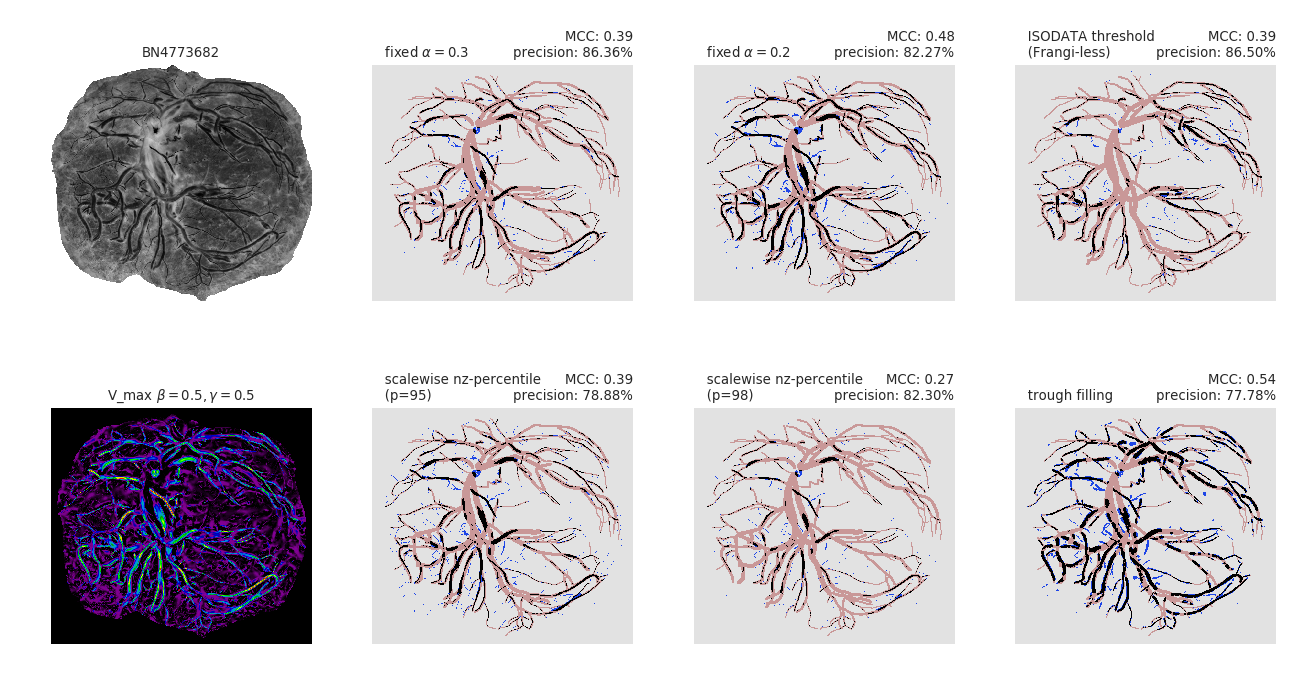 BN4773682
MCC: 0.39
fixed α = 0.3 precision: 86.36%
MCC: 0.48
fixed α = 0.2 precision: 82.27%
ISODATA threshold MCC: 0.39
(Frangi-less) precision: 86.50%
V_max β = 0.5, γ = 0.5
scalewise nz-percentile MCC: 0.39
(p=95) precision: 78.88%
scalewise nz-percentile MCC: 0.27
(p=98) precision: 82.30%
MCC: 0.54
trough filling precision: 77.78%